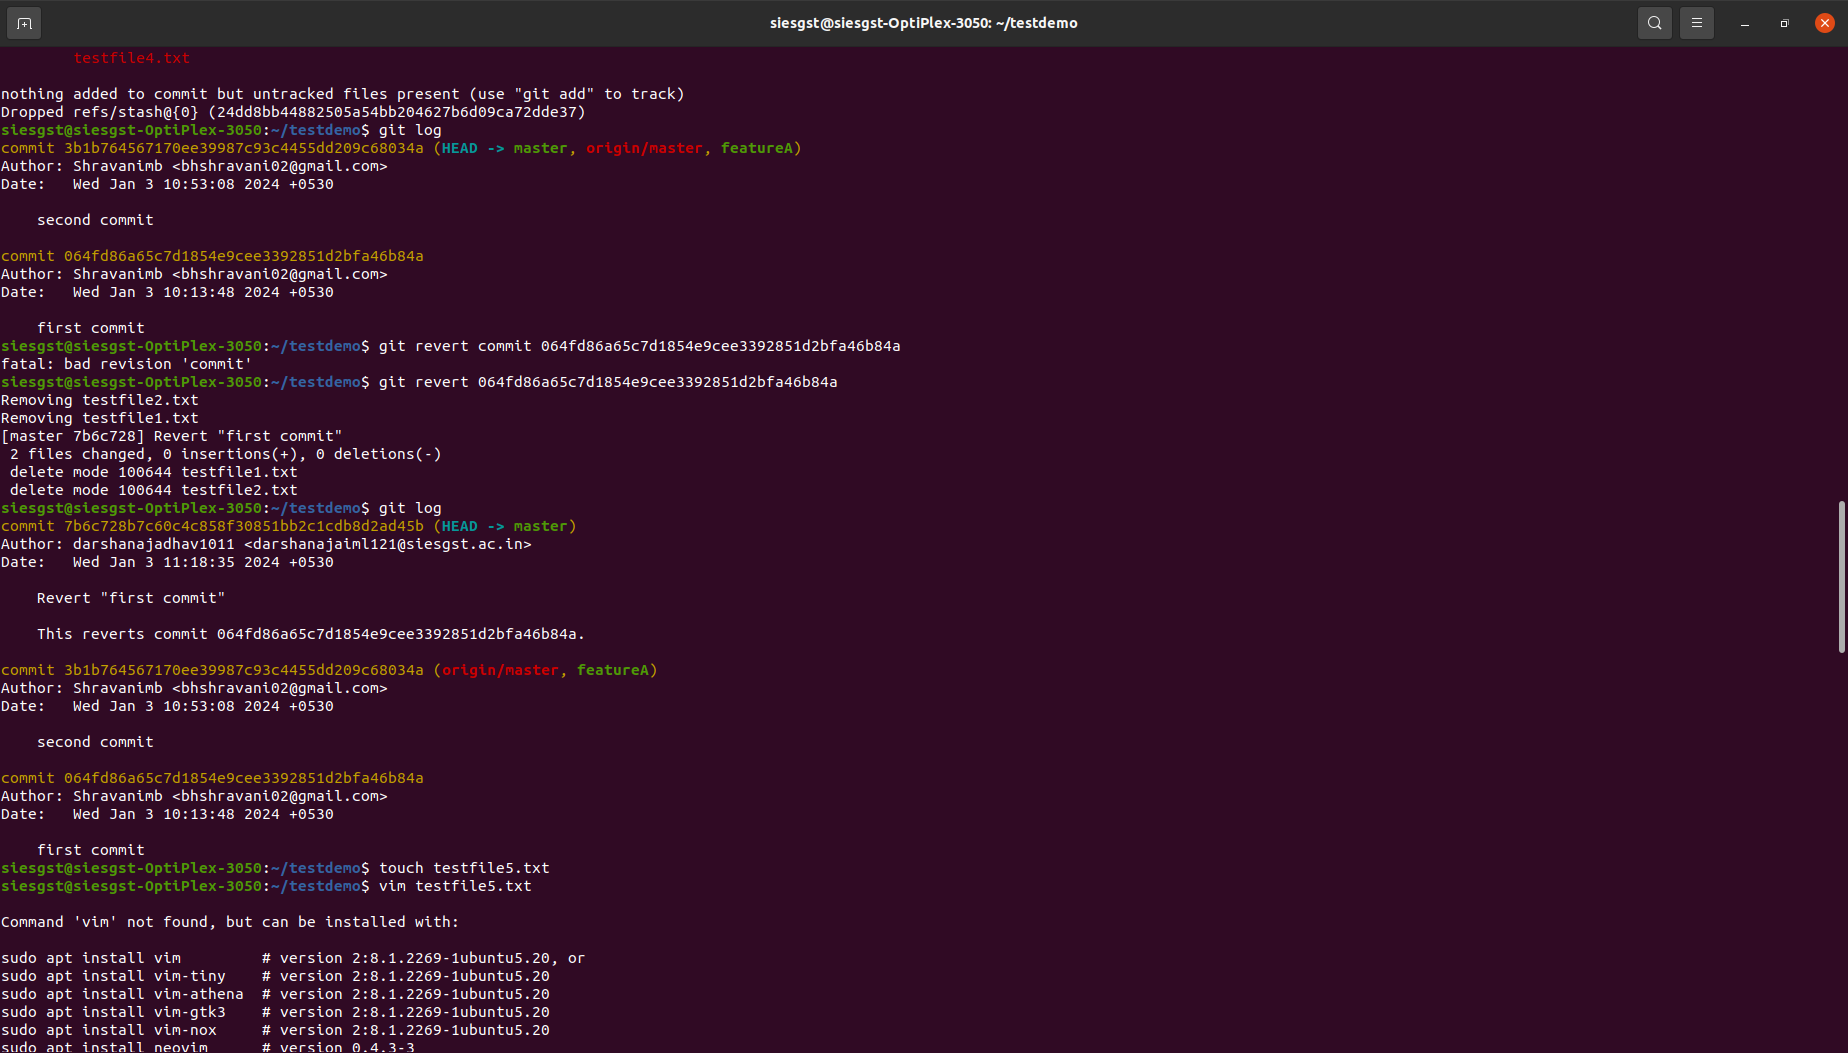 siesgst@siesgst-OptiPlex-3050: ~/testdemo
        testfile4.txt
nothing added to commit but untracked files present (use "git add" to track)
Dropped refs/stash@{0} (24dd8bb44882505a54bb204627b6d09ca72dde37)
siesgst@siesgst-OptiPlex-3050:~/testdemo$ git log
commit 3b1b764567170ee39987c93c4455dd209c68034a (HEAD -> master, origin/master, featureA)
Author: Shravanimb <bhshravani02@gmail.com>
Date:   Wed Jan 3 10:53:08 2024 +0530
    second commit
commit 064fd86a65c7d1854e9cee3392851d2bfa46b84a
Author: Shravanimb <bhshravani02@gmail.com>
Date:   Wed Jan 3 10:13:48 2024 +0530
    first commit
siesgst@siesgst-OptiPlex-3050:~/testdemo$ git revert commit 064fd86a65c7d1854e9cee3392851d2bfa46b84a
fatal: bad revision 'commit'
siesgst@siesgst-OptiPlex-3050:~/testdemo$ git revert 064fd86a65c7d1854e9cee3392851d2bfa46b84a
Removing testfile2.txt
Removing testfile1.txt
[master 7b6c728] Revert "first commit"
 2 files changed, 0 insertions(+), 0 deletions(-)
 delete mode 100644 testfile1.txt
 delete mode 100644 testfile2.txt
siesgst@siesgst-OptiPlex-3050:~/testdemo$ git log
commit 7b6c728b7c60c4c858f30851bb2c1cdb8d2ad45b (HEAD -> master)
Author: darshanajadhav1011 <darshanajaiml121@siesgst.ac.in>
Date:   Wed Jan 3 11:18:35 2024 +0530
    Revert "first commit"
    This reverts commit 064fd86a65c7d1854e9cee3392851d2bfa46b84a.
commit 3b1b764567170ee39987c93c4455dd209c68034a (origin/master, featureA)
Author: Shravanimb <bhshravani02@gmail.com>
Date:   Wed Jan 3 10:53:08 2024 +0530
    second commit
commit 064fd86a65c7d1854e9cee3392851d2bfa46b84a
Author: Shravanimb <bhshravani02@gmail.com>
Date:   Wed Jan 3 10:13:48 2024 +0530
    first commit
siesgst@siesgst-OptiPlex-3050:~/testdemo$ touch testfile5.txt
siesgst@siesgst-OptiPlex-3050:~/testdemo$ vim testfile5.txt
Command 'vim' not found, but can be installed with:
sudo apt install vim         # version 2:8.1.2269-1ubuntu5.20, or
sudo apt install vim-tiny    # version 2:8.1.2269-1ubuntu5.20
sudo apt install vim-athena  # version 2:8.1.2269-1ubuntu5.20
sudo apt install vim-gtk3    # version 2:8.1.2269-1ubuntu5.20
sudo apt install vim-nox     # version 2:8.1.2269-1ubuntu5.20
sudo apt install neovim      # version 0.4.3-3